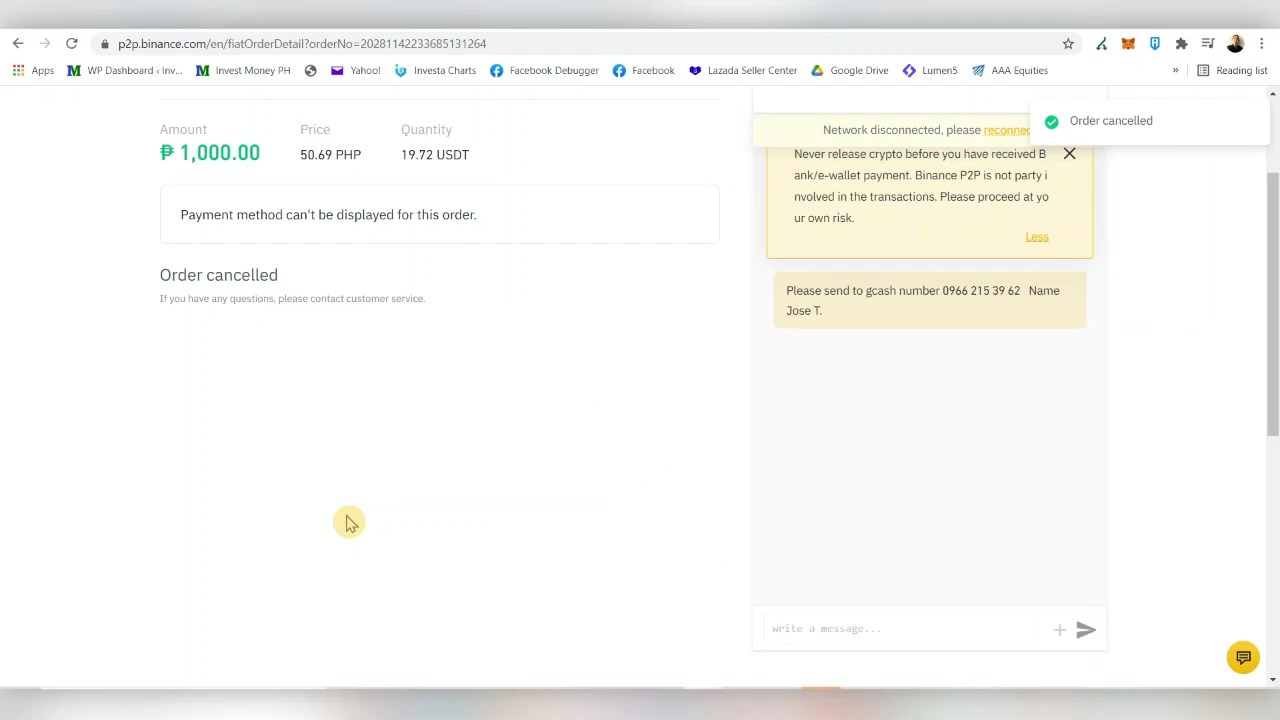 p2p.binance.com/en/fiatOrderDetail?orderNo=20281142233685131264
Apps
WP Dashboard ‹ Inv...
Invest Money PH
Yahoo!
Investa Charts
Facebook Debugger
Facebook
Lazada Seller Center
Google Drive
Lumen5
AAA Equities
»
Reading list
Amount
Price
Quantity
₱ 1,000.00
50.69 PHP
19.72 USDT
Payment method can't be displayed for this order.
Order cancelled
If you have any questions, please contact customer service.
Network disconnected, please reconnec
Order cancelled
Never release crypto before you have received B
ank/e-wallet payment. Binance P2P is not party i
nvolved in the transactions. Please proceed at yo
ur own risk.
Less
Please send to gcash number 0966 215 39 62 Name
Jose T.
write a message...